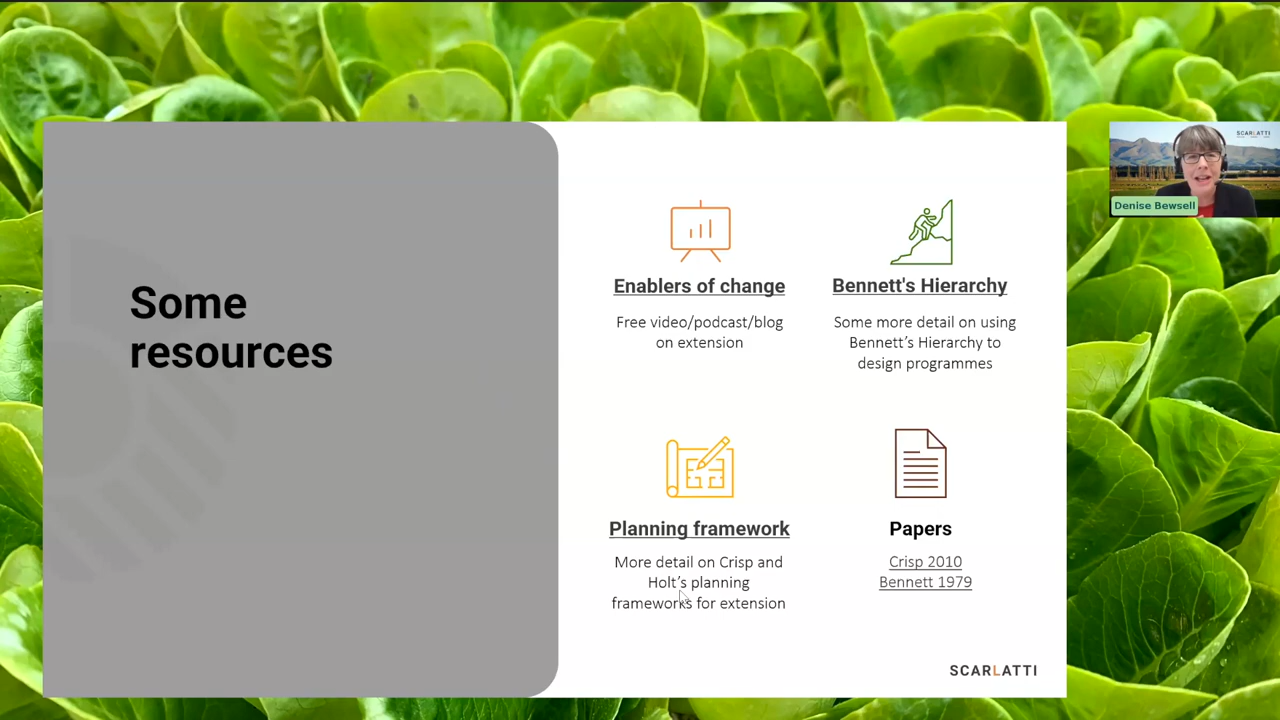 SCARLATTI
Denise Bewsell
Some
resources
Enablers of change
Free video/podcast/blog
on extension
Bennett's Hierarchy
Some more detail on using
Bennett’s Hierarchy to
design programmes
Planning framework
More detail on Crisp and
Holt’s planning
frameworks for extension
Papers
Crisp 2010
Bennett 1979
SCARLATTI